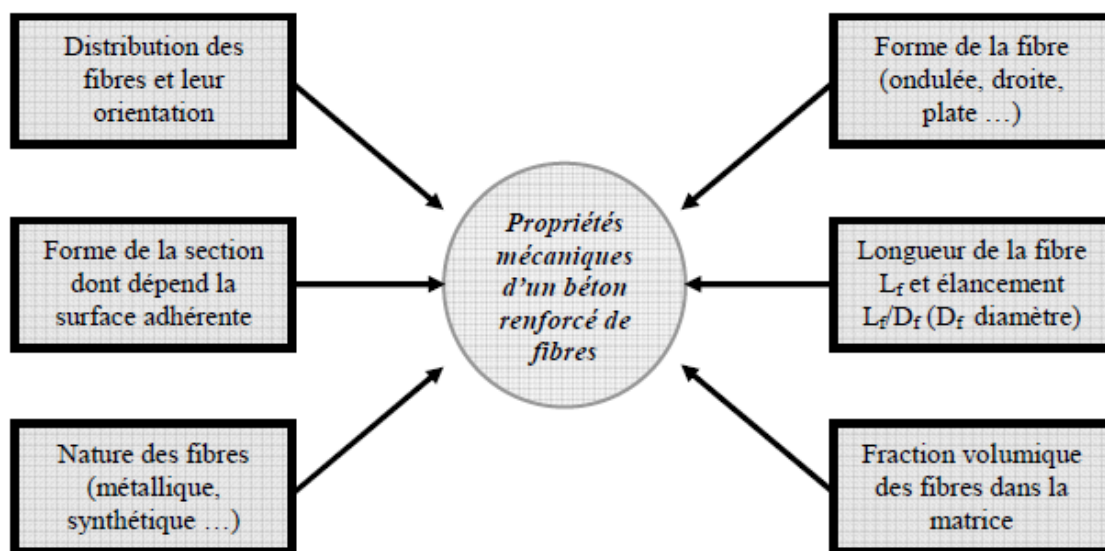 Distribution des
fibres et leur
orientation
Forme de la section
dont dépend la
surface adhérente
Nature des fibres
(métallique,
synthétique …)
Propriétés
mécaniques
d’un béton
renforcé de
fibres
Forme de la fibre
(ondulée, droite,
plate …)
Longueur de la fibre
Lf et élancement
Lf/Df (Df diamètre)
Fraction volumique
des fibres dans la
matrice